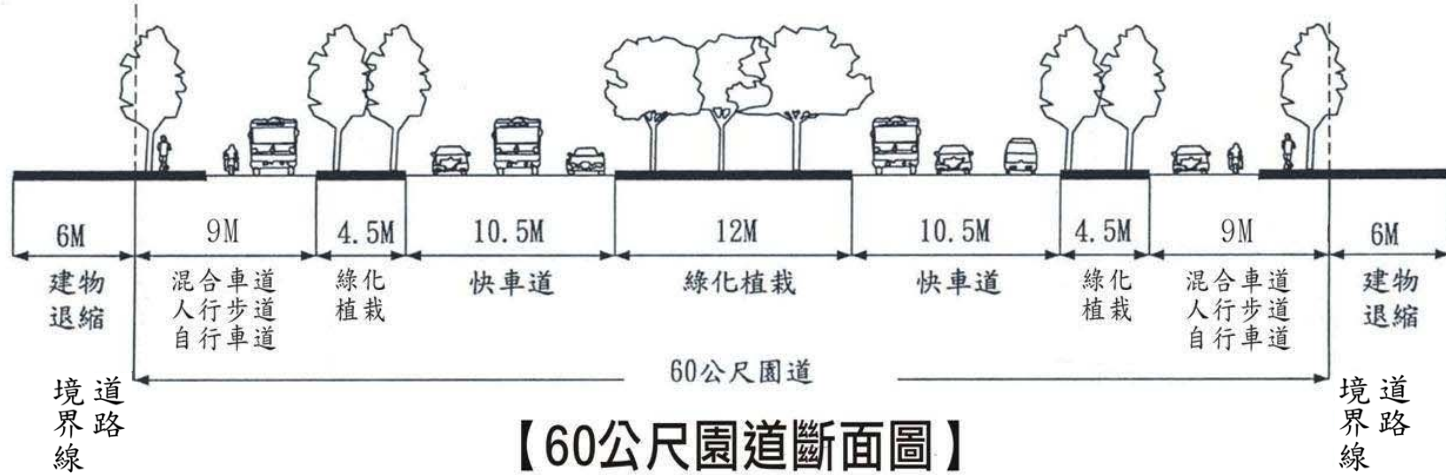 6M 9M 4.5M 10.5M 12M 10.5M 4.5M 9M 6M
建物
退縮
混合車道
人行步道
自行車道
綠化
植栽
快車道
綠化植栽
快車道
綠化
植栽
混合車道
人行步道
自行車道
建物
退縮
60公尺園道
道路
境界線
道路
境界線
【60公尺園道斷面圖】